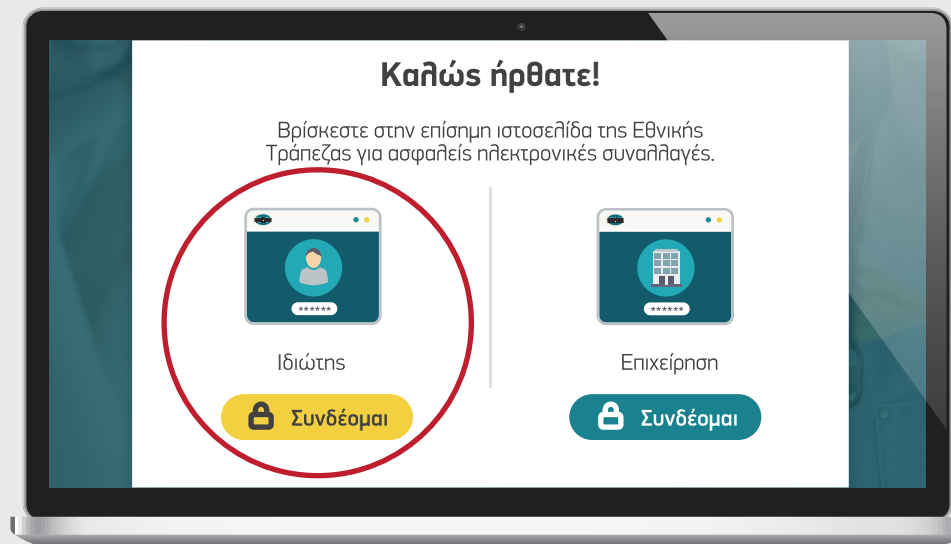 Καλώς ήρθατε!
Βρίσκεστε στην επίσημη ιστοσελίδα της Εθνικής
Τράπεζας για ασφαλείς ηλεκτρονικές συναλλαγές.
******
Ιδιώτης
Συνδέομαι
******
Επιχείρηση
Συνδέομαι